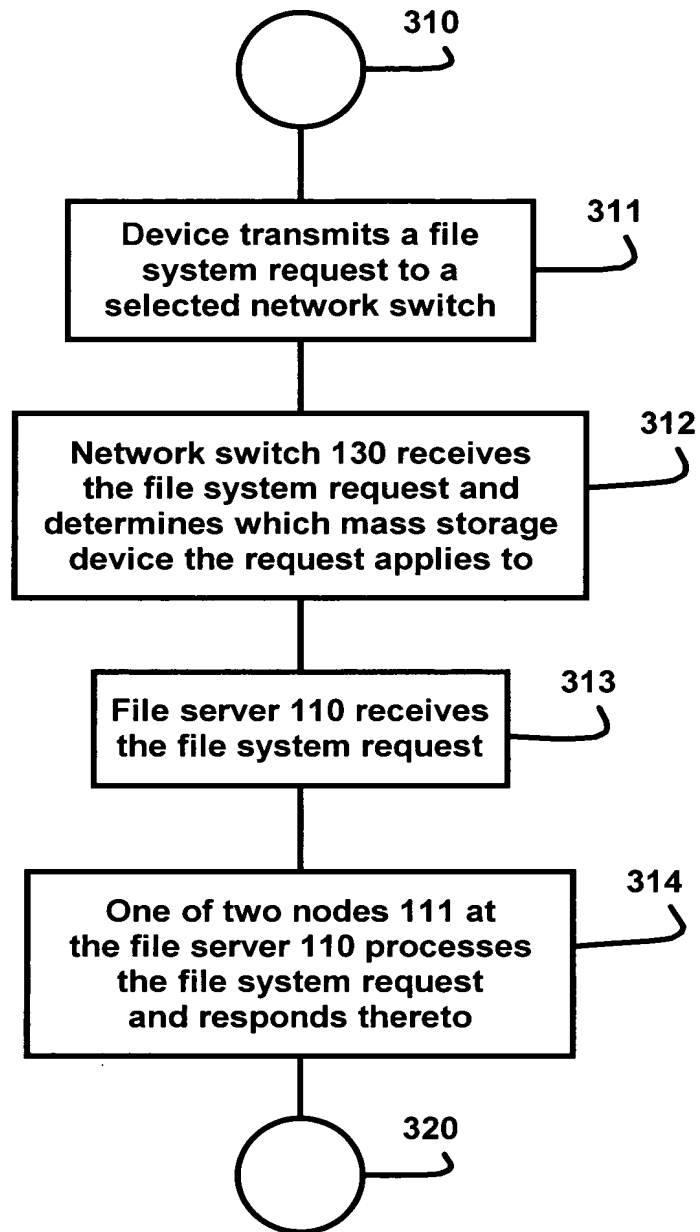 310
311
Device transmits a file
system request to a
selected network switch
312
Network switch 130 receives
the file system request and
determines which mass storage
device the request applies to
313
File server 110 receives
the file system request
314
One of two nodes 111 at
the file server 110 processes
the file system request
and responds thereto
320